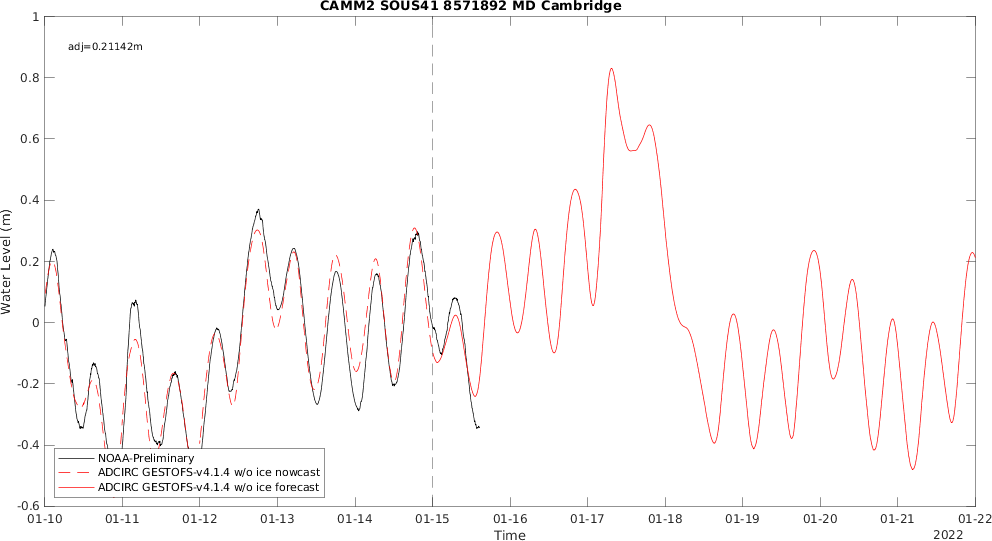 CAMM2 SOUS41 8571892 MD Cambridge
adj=0.21142m
1
0.8
0.6
0.4
0.2
0
-0.2
-0.4
-0.6
Water Level (m)
NOAA-Preliminary
ADCIRC GESTOFS-v4.1.4 w/o ice nowcast
ADCIRC GESTOFS-v4.1.4 w/o ice forecast
01-10 01-11 01-12 01-13 01-14 01-15 01-16 01-17 01-18 01-19 01-20 01-21 01-22
Time
2022